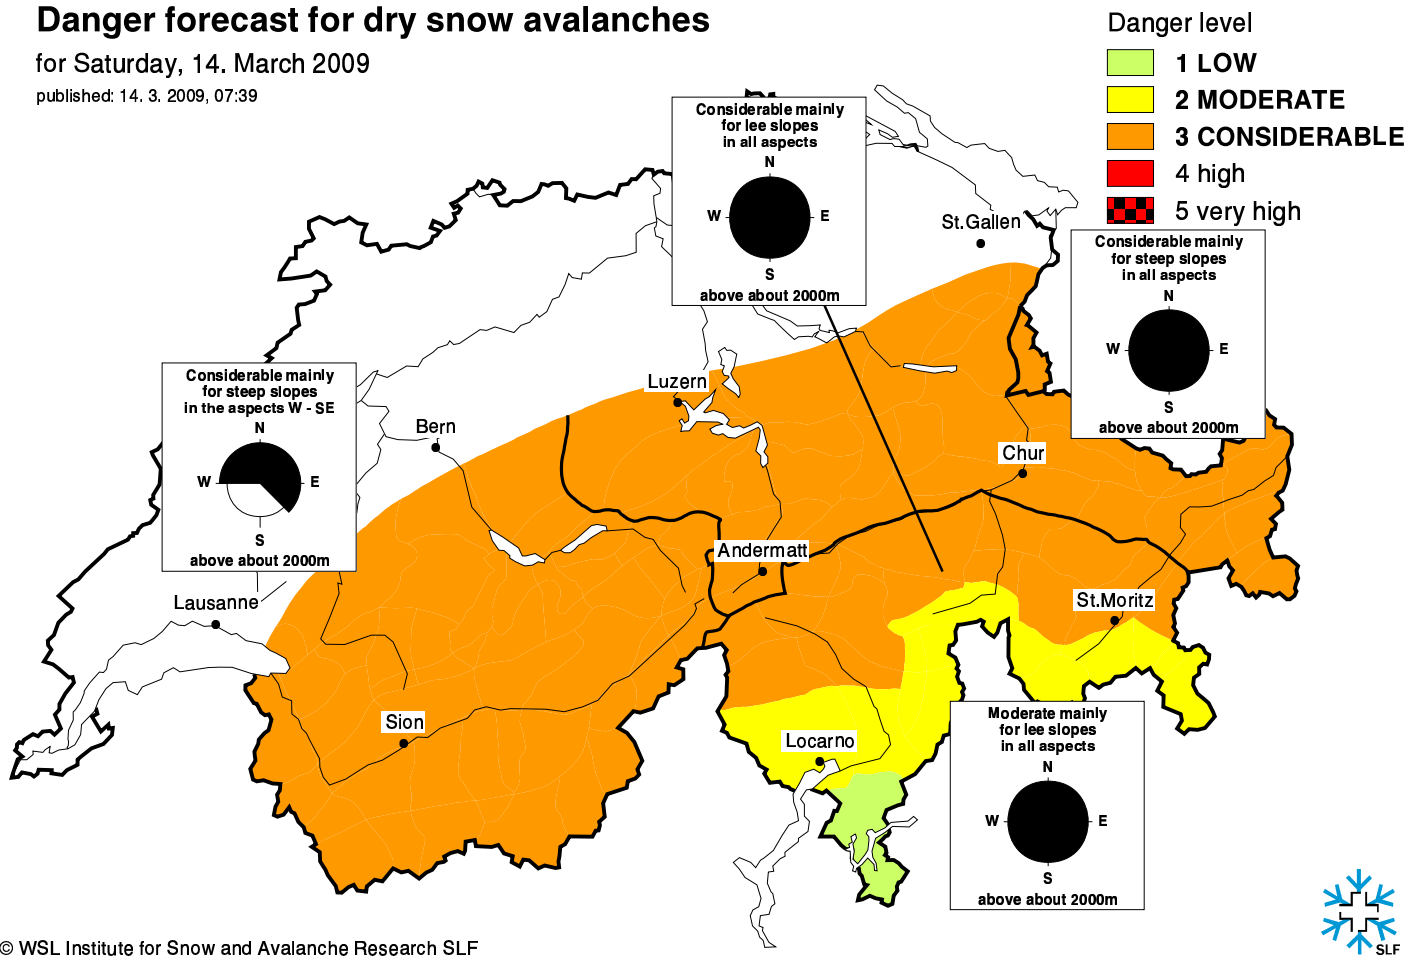 Danger forecast for dry snow avalanches
for Saturday, 14. March 2009
published: 14. 3. 2009, 07:39
Danger level
1 LOW
2 MODERATE
3 CONSIDERABLE
4 high
5 very high
Considerable mainly
for lee slopes
in all aspects
N
W E
S
above about 2000m
St.Gallen
Considerable mainly
for steep slopes
in all aspects
N
W E
S
above about 2000m
Considerable mainly
for steep slopes
in the aspects W - SE
N
W E
S
above about 2000m
Luzern
Bern
Chur
Andermatt
Lausanne
St.Moritz
Sion
Locarno
Moderate mainly
for lee slopes
in all aspects
N
W E
S
above about 2000m
© WSL Institute for Snow and Avalanche Research SLF
SLF